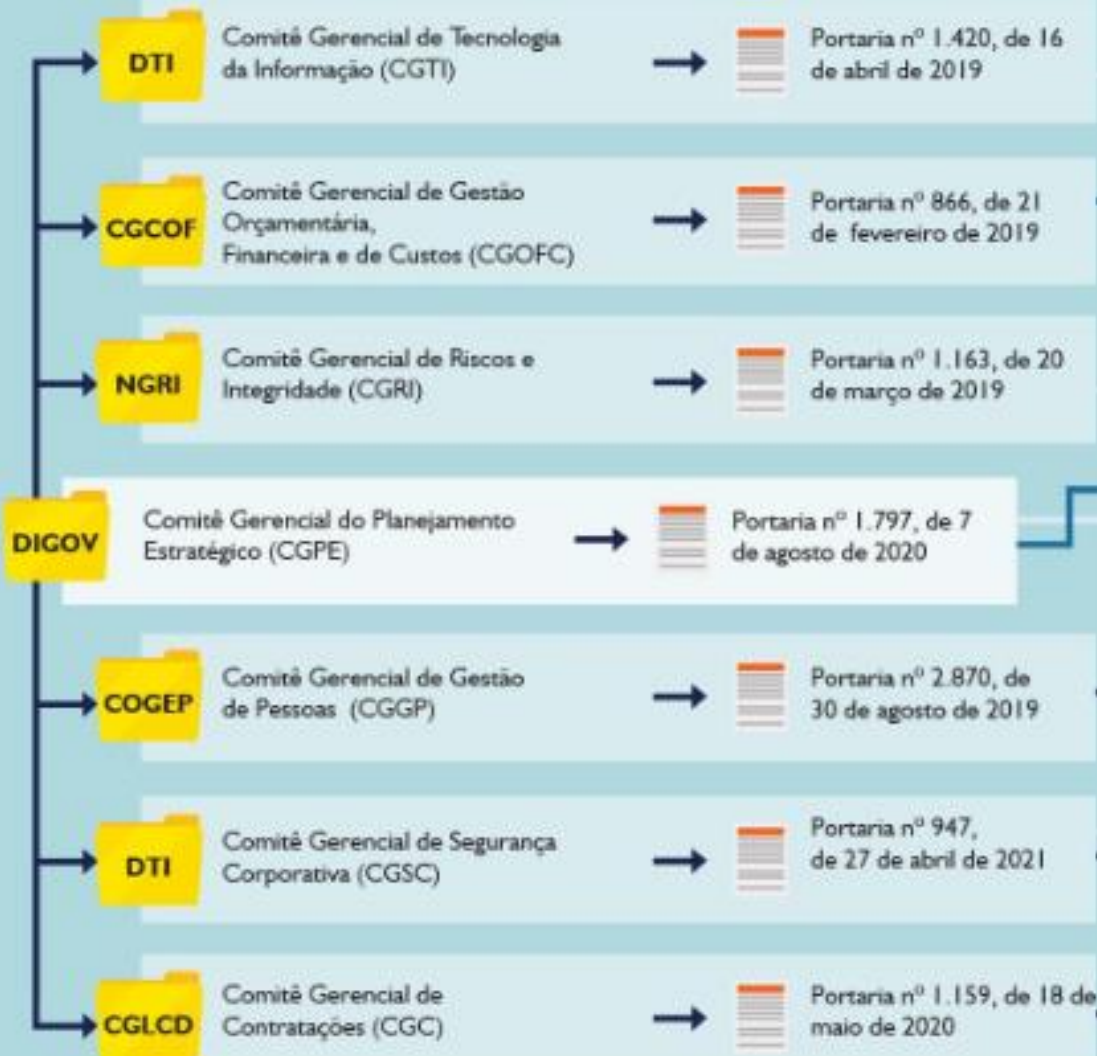 DTI
Comitê Gerencial de Tecnologia
da Informação (CGTI)
Portaria nº 1.420, de 16
de abril de 2019
CGCOF
Comitê Gerencial de Gestão
Orçamentária,
Financeira e de Custos (CGOFC)
Portaria nº 866, de 21
de fevereiro de 2019
NGRI
Comitê Gerencial de Riscos e
Integridade (CGRI)
Portaria nº 1.163, de 20
de março de 2019
DIGOV
Comitê Gerencial do Planejamento
Estratégico (CGPE)
Portaria nº 1.797, de 7
de agosto de 2020
COGEP
Comitê Gerencial de Gestão
de Pessoas (CGGP)
Portaria nº 2.870, de
30 de agosto de 2019
DTI
Comitê Gerencial de Segurança
Corporativa (CGSC)
Portaria nº 947,
de 27 de abril de 2021
CGLCD
Comitê Gerencial de
Contratações (CGC)
Portaria nº 1.159, de 18 de
maio de 2020